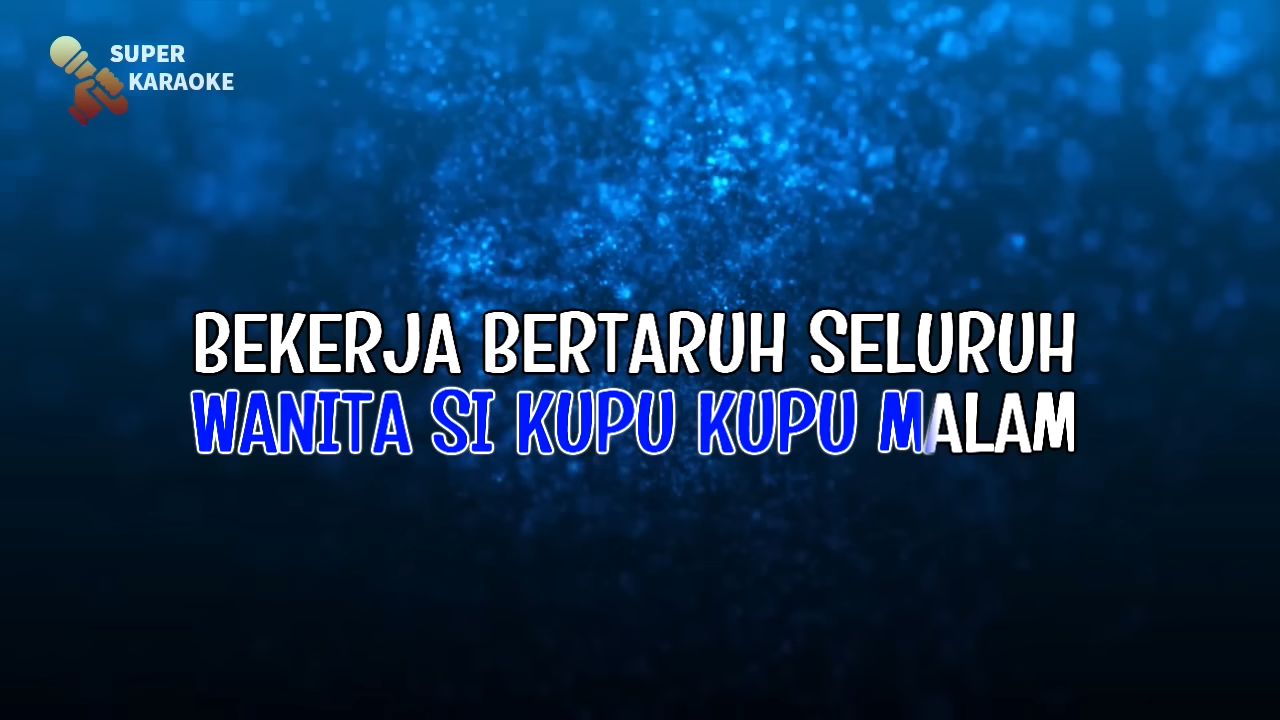 SUPER
KARAOKE
BEKERJA BERTARUH SELURUH
WANITA SI KUPU KUPU MALAM